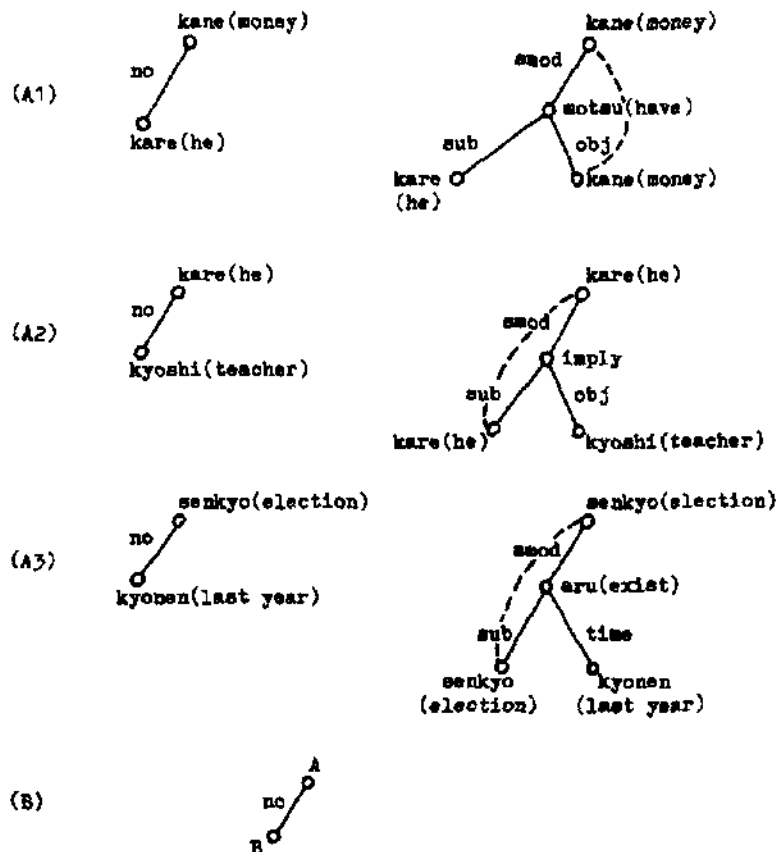 kane(money)
no
(A1)
kare(he)
kane(money)
smod
motsu(have)
sub
obj
kare
(he)
kane(money)
kare(he)
no
(A2)
kyoshi(teacher)
kare(he)
smod
imply
sub
obj
kare(he)
kyoshi(teacher)
senkyo(election)
no
(A3)
kyonen(last year)
senkyo(election)
smod
aru(exist)
sub
time
senkyo
(election)
kyonen
(last year)
A
(B)
no
B